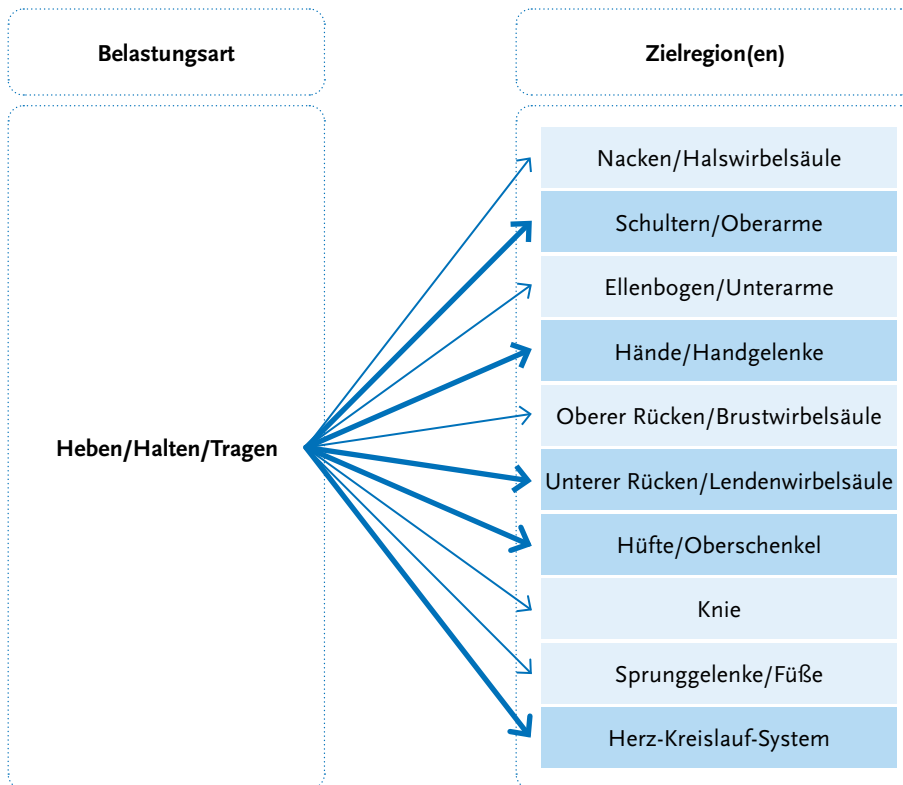 Belastungsart
Zielregion(en)
Heben/Halten/Tragen
Nacken/Halswirbelsäule
Schultern/Oberarme
Ellenbogen/Unterarme
Hände/Handgelenke
Oberer Rücken/Brustwirbelsäule
Unterer Rücken/Lendenwirbelsäule
Hüfte/Oberschenkel
Knie
Sprunggelenke/Füße
Herz-Kreislauf-System